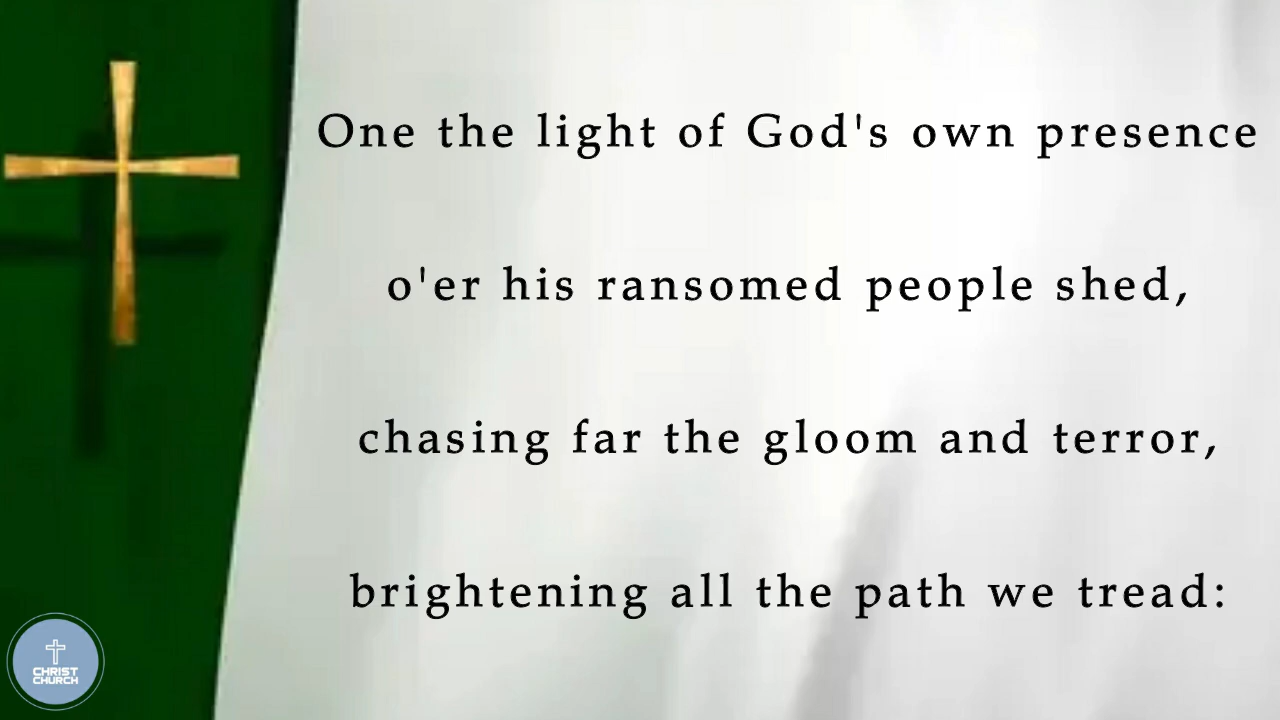 One the light of God's own presence
o'er his ransomed people shed,
chasing far the gloom and terror,
brightening all the path we tread:
CHRIST
CHURCH